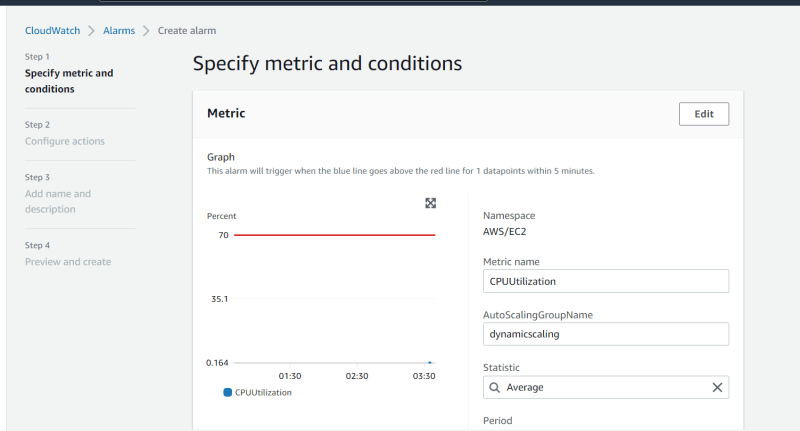 CloudWatch > Alarms > Create alarm
Step 1
Specify metric and
conditions
Step 2
Configure actions
Step 3
Add name and
description
Step 4
Preview and create
Specify metric and conditions
Metric
Edit
Graph
This alarm will trigger when the blue line goes above the red line for 1 datapoints within 5 minutes.
Percent
70
35.1
0.164
01:30 02:30 03:30
CPUUtilization
Namespace
AWS/EC2
Metric name
CPUUtilization
AutoScalingGroupName
dynamicscaling
Statistic
Average
Period